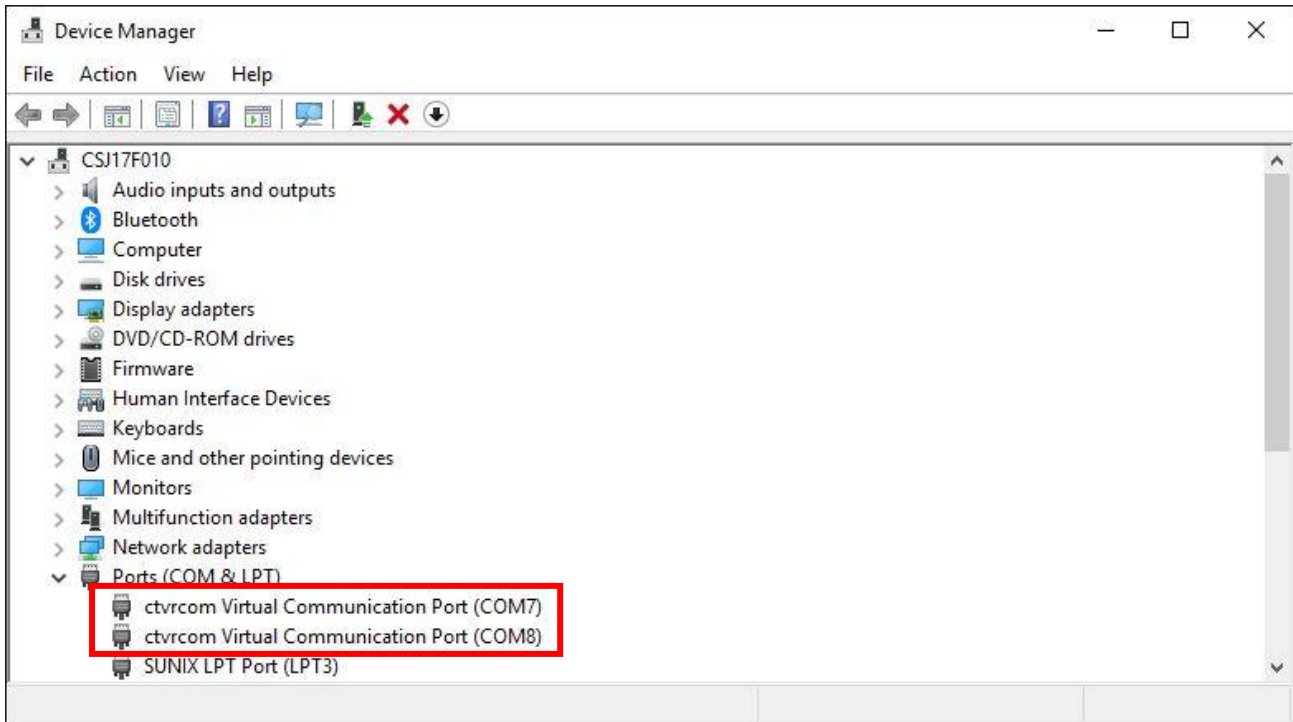 Device Manager
File Action View Help
CSJ17F010
Audio inputs and outputs
Bluetooth
Computer
Disk drives
Display adapters
DVD/CD-ROM drives
Firmware
Human Interface Devices
Keyboards
Mice and other pointing devices
Monitors
Multifunction adapters
Network adapters
Ports (COM & LPT)
ctvrcom Virtual Communication Port (COM7)
ctvrcom Virtual Communication Port (COM8)
SUNIX LPT Port (LPT3)